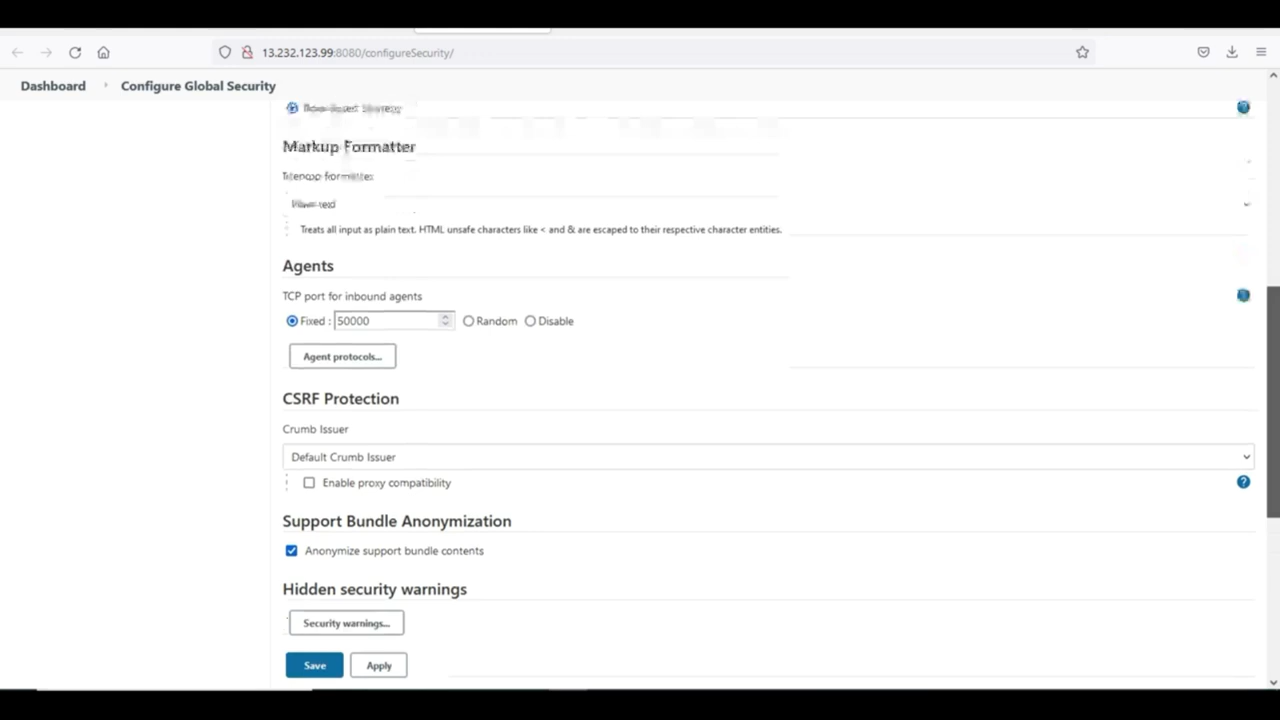 13.232.123.99:8080/configureSecurity/
Dashboard Configure Global Security
Markup Formatter
Treats all input as plain text. HTML unsafe characters like < and & are escaped to their respective character entities.
Agents
TCP port for inbound agents
Fixed : 50000 Random Disable
Agent protocols...
CSRF Protection
Crumb Issuer
Default Crumb Issuer
Enable proxy compatibility
?
Support Bundle Anonymization
Anonymize support bundle contents
Hidden security warnings
Security warnings...
Save Apply